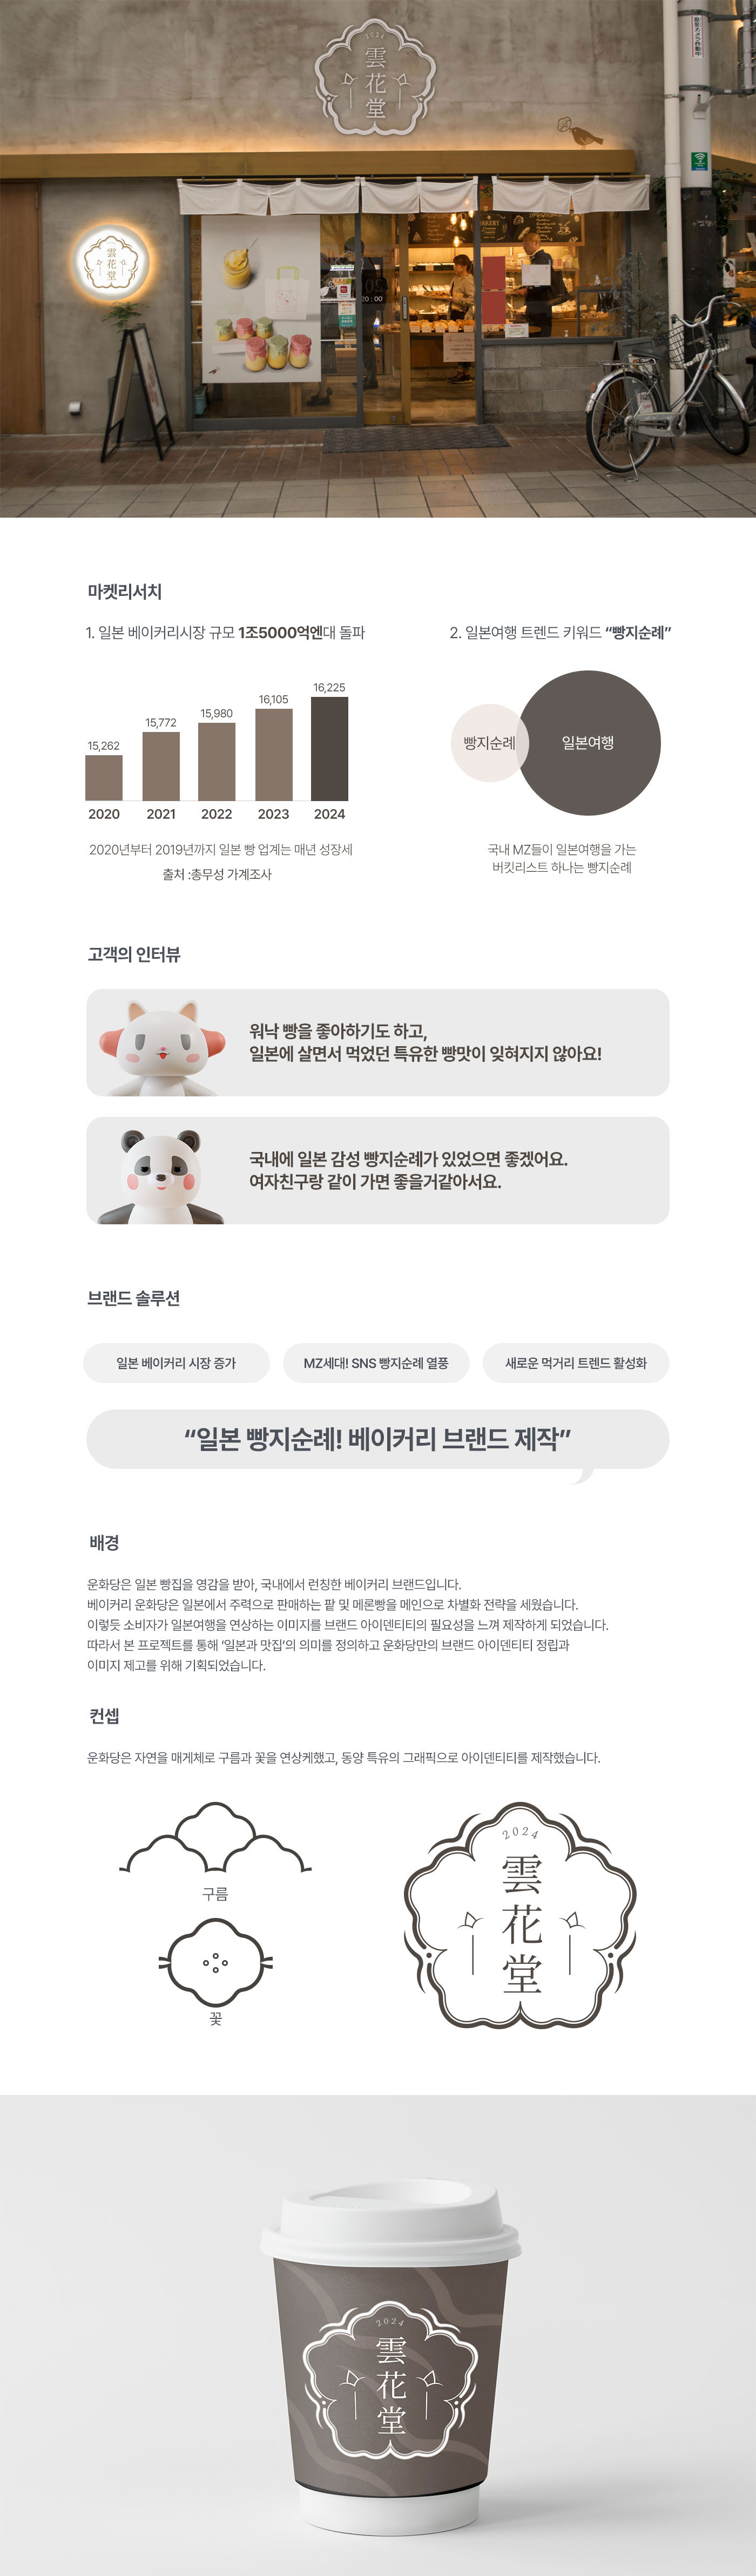 2024
雲
花
堂
雲
花
堂
20:00
마켓리서치
1. 일본 베이커리시장 규모 1조5000억엔대 돌파
2. 일본여행 트렌드 키워드 “빵지순례”
15,262
15,772
15,980
16,105
16,225
2020
2021
2022
2023
2024
빵지순례
일본여행
2020년부터 2019년까지 일본 빵 업계는 매년 성장세
출처 :총무성 가계조사
국내 MZ들이 일본여행을 가는
버킷리스트 하나는 빵지순례
고객의 인터뷰
워낙 빵을 좋아하기도 하고,
일본에 살면서 먹었던 특유한 빵맛이 잊혀지지 않아요!
국내에 일본 감성 빵지순례가 있었으면 좋겠어요.
여자친구랑 같이 가면 좋을거같아서요.
브랜드 솔루션
일본 베이커리 시장 증가
MZ세대! SNS 빵지순례 열풍
새로운 먹거리 트렌드 활성화
“일본 빵지순례! 베이커리 브랜드 제작”
배경
운화당은 일본 빵집을 영감을 받아, 국내에서 런칭한 베이커리 브랜드입니다.
베이커리 운화당은 일본에서 주력으로 판매하는 팥 및 메론빵을 메인으로 차별화 전략을 세웠습니다.
이렇듯 소비자가 일본여행을 연상하는 이미지를 브랜드 아이덴티티의 필요성을 느껴 제작하게 되었습니다.
따라서 본 프로젝트를 통해 ‘일본과 맛집’의 의미를 정의하고 운화당만의 브랜드 아이덴티티 정립과
이미지 제고를 위해 기획되었습니다.
컨셉
운화당은 자연을 매게체로 구름과 꽃을 연상케했고, 동양 특유의 그래픽으로 아이덴티티를 제작했습니다.
구름
꽃
2024
雲
花
堂
2024
雲
花
堂